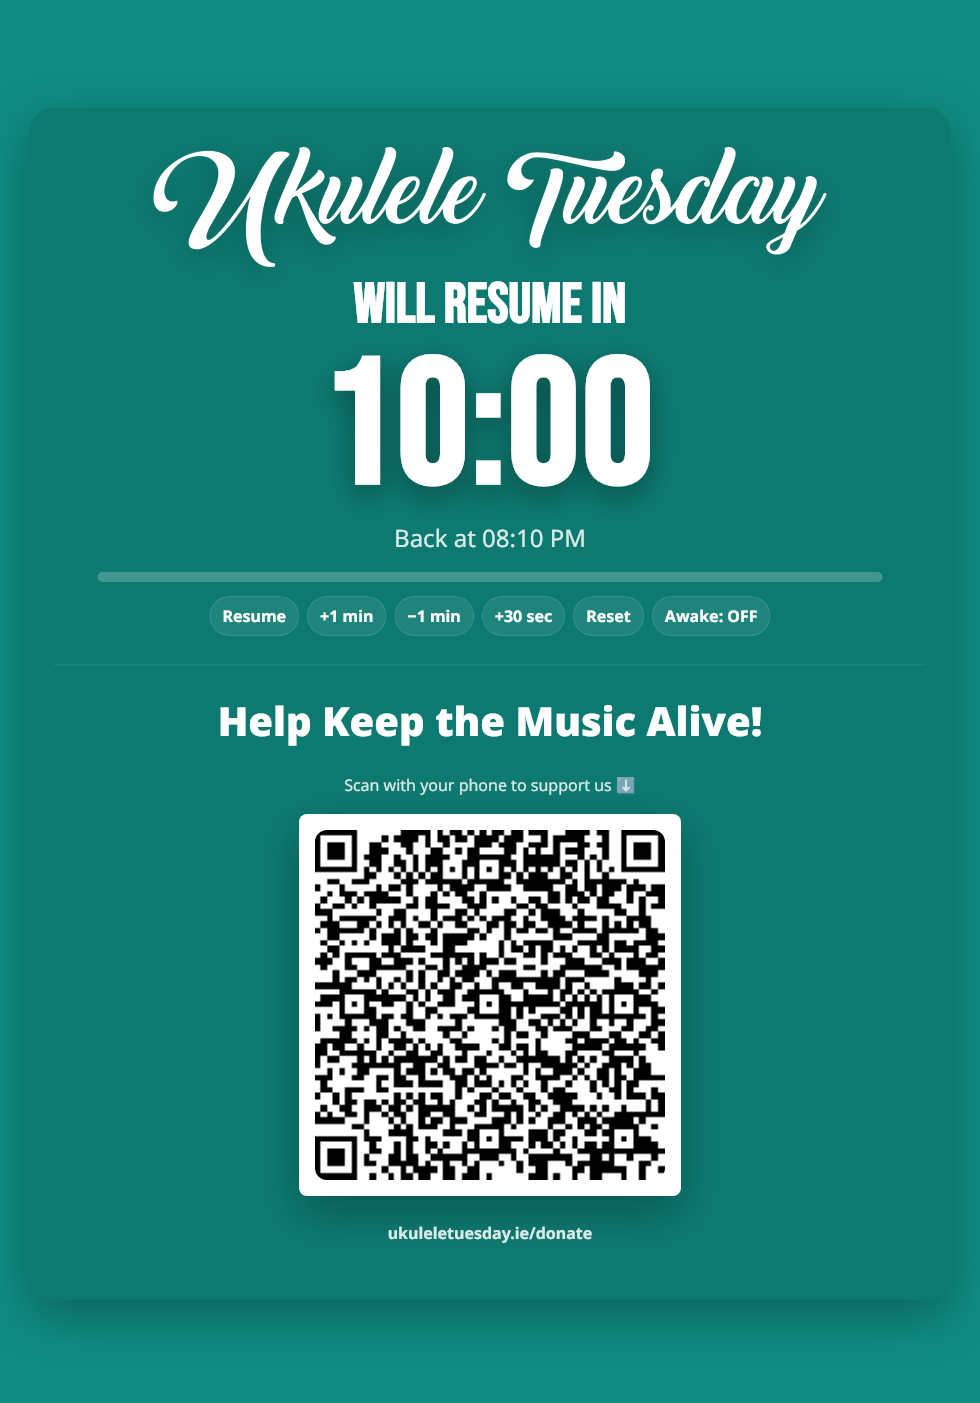 Ukulele Tuesday
WILL RESUME IN
10:00
Back at 08:10 PM
Resume +1 min −1 min +30 sec Reset Awake: OFF
Help Keep the Music Alive!
Scan with your phone to support us ⬇️
ukuleletuesday.ie/donate